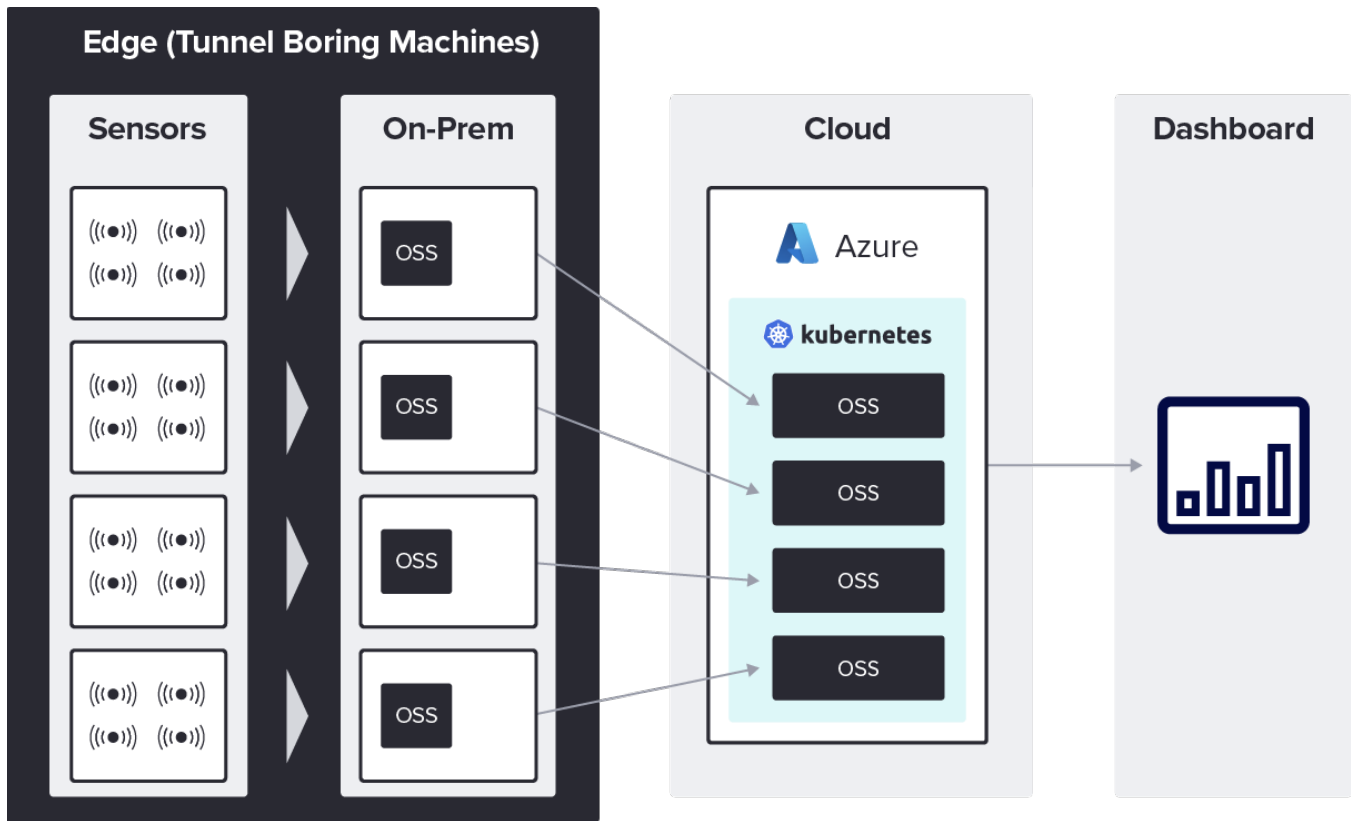 Edge (Tunnel Boring Machines)
Sensors
On-Prem
Cloud
Dashboard
OSS
OSS
OSS
OSS
Azure
kubernetes
OSS
OSS
OSS
OSS